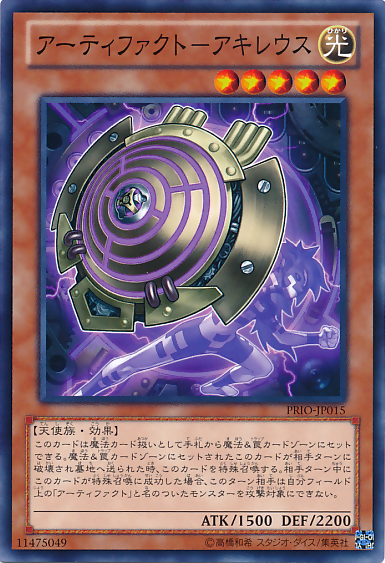 アーティファクト-アキレウス
光
ひかり
PRIO-JP015
【天使族・効果】
このカードは魔法カード扱いとして手札から魔法&罠カードゾーンにセット
できる。魔法&罠カードゾーンにセットされたこのカードが相手ターンに
破壊され墓地へ送られた時、このカードを特殊召喚する。相手ターン中に
このカードが特殊召喚に成功した場合、このターン相手は自分フィールド
上の「アーティファクト」と名のついたモンスターを攻撃対象にできない。
ATK/1500 DEF/2200
11475049
©高橋和希 スタジオ・ダイス/集英社